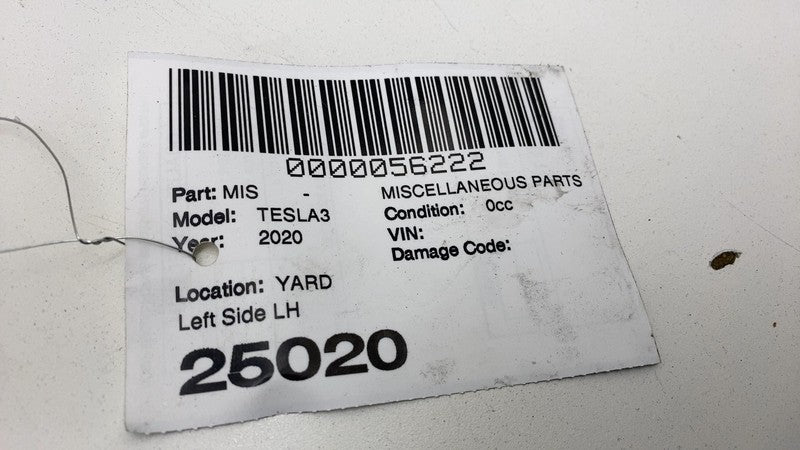 0000056222
Part: MIS - MISCELLANEOUS PARTS
Model: TESLA3 Condition: 0cc
Year: 2020 VIN:
Damage Code:
Location: YARD
Left Side LH
25020